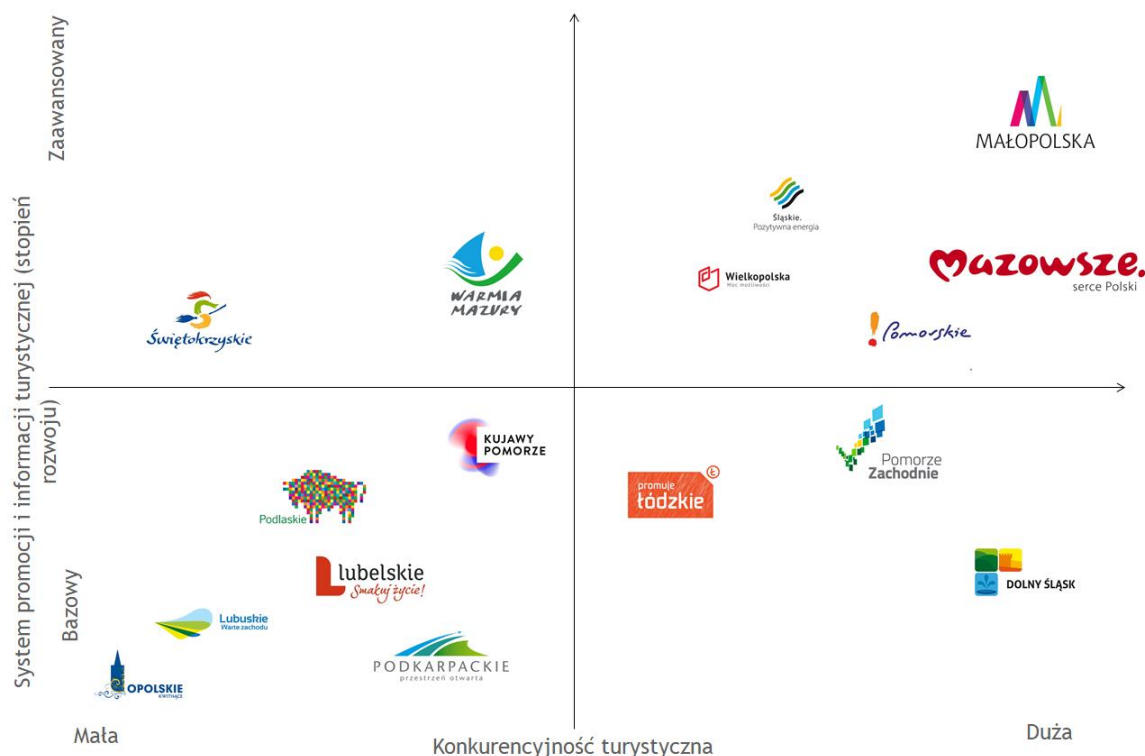 Zaawansowany
MAŁOPOLSKA
Śląskie.
Pozytywna energia
WARMIA
MAZURY
Wielkopolska
Moc możliwości
Mazowsze.
serce Polski
Świętokrzyskie
! Pomorskie
System promocji i informacji turystycznej (stopień
rozwoju)
KUJAWY
POMORZE
Pomorze
Zachodnie
promuje
łódzkie
Ł
Podlaskie
Lubelskie
Smakuj życie!
DOLNY ŚLĄSK
Bazowy
Lubuskie
Warte zachodu
PODKARPACKIE
przestrzeń otwarta
OPOLSKIE
KWITNĄCE
Mała
Konkurencyjność turystyczna
Duża